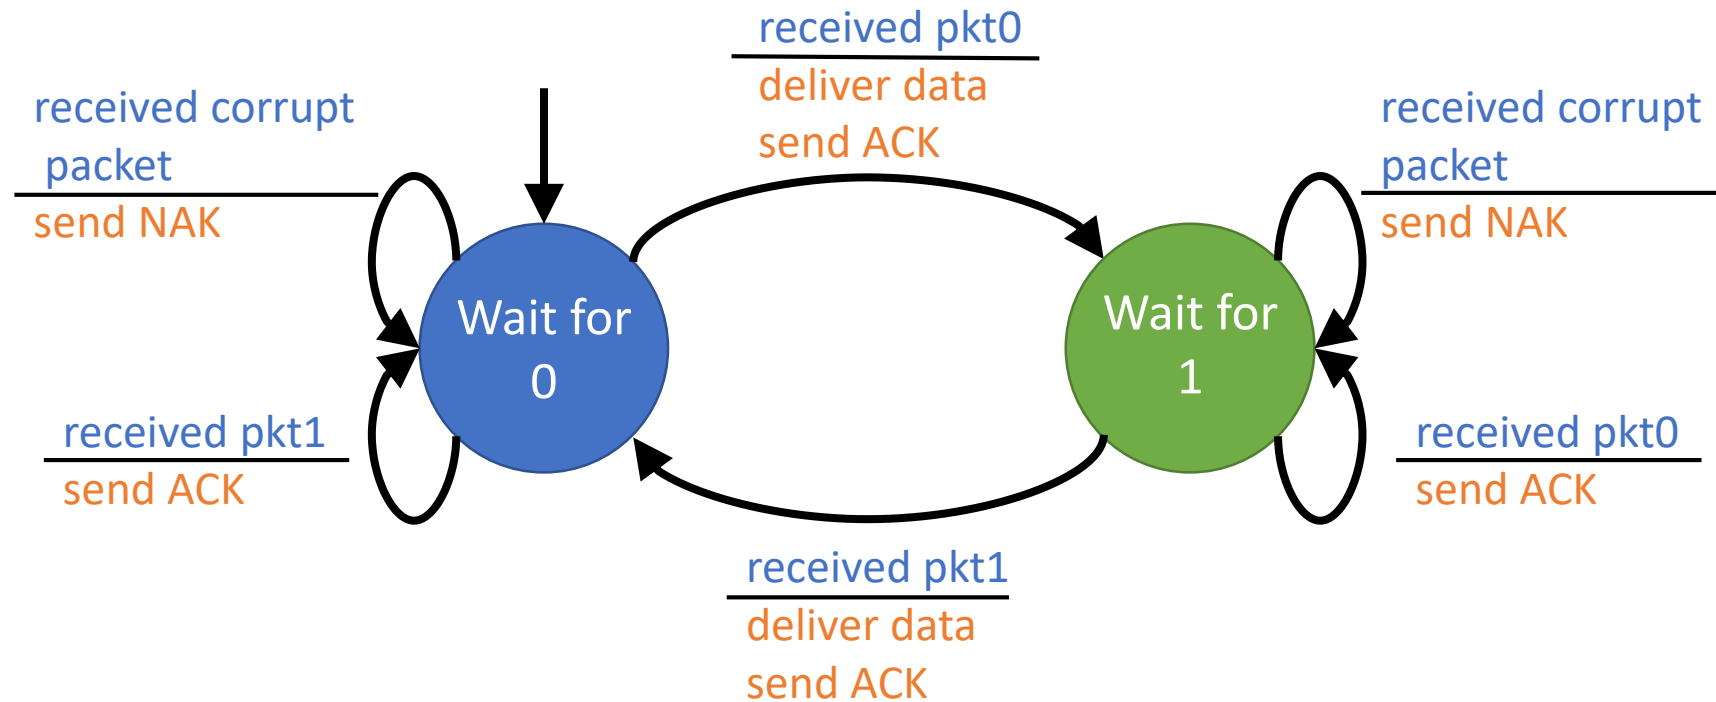 received pkt0
deliver data
send ACK
received corrupt
packet
send NAK
received corrupt
packet
send NAK
Wait for
0
Wait for
1
received pkt1
send ACK
received pkt0
send ACK
received pkt1
deliver data
send ACK